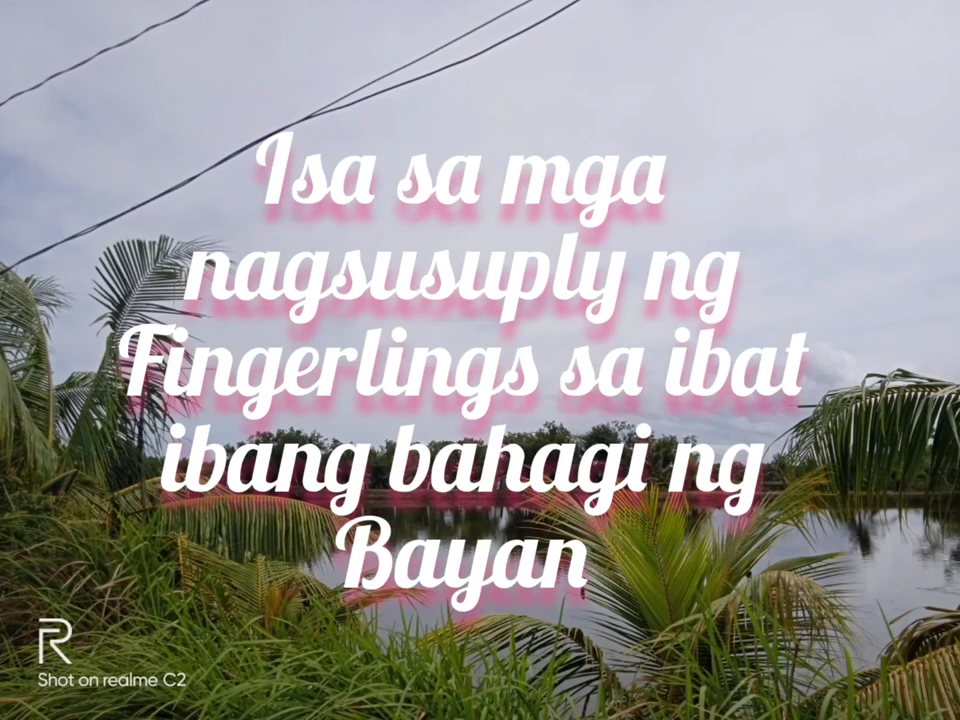 Isa sa mga
nagsusuply ng
Fingerlings sa ibat
ibang bahagi ng
Bayan
R
Shot on realme C2